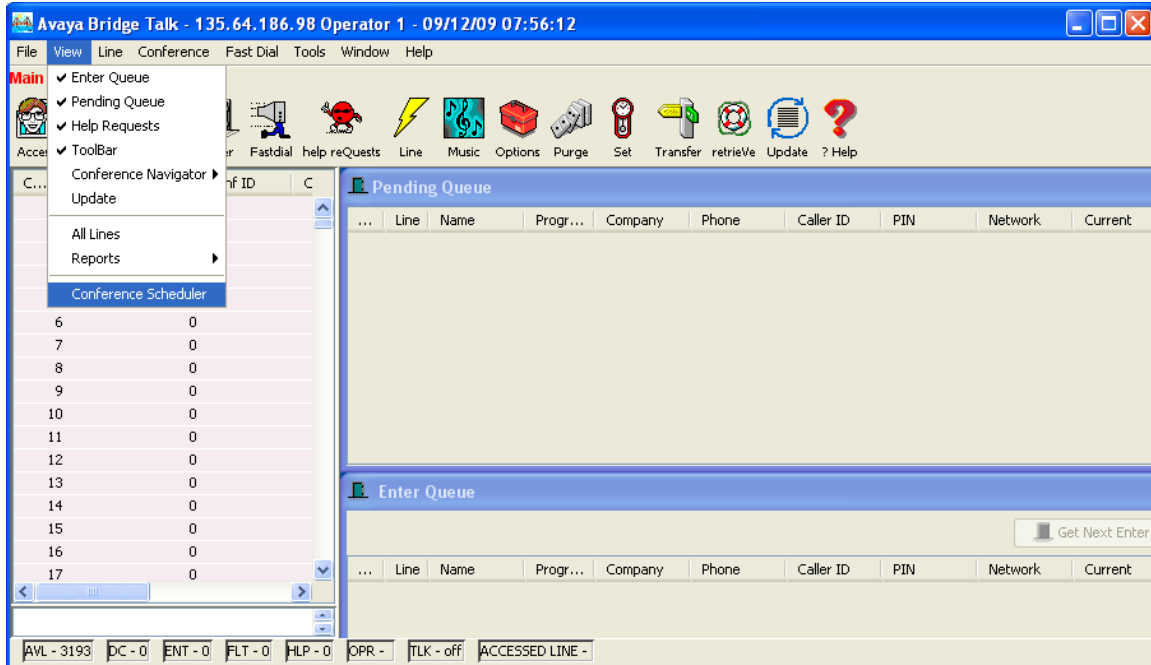 Avaya Bridge Talk - 135.64.186.98 Operator 1 - 09/12/09 07:56:12
File View Line Conference Fast Dial Tools Window Help
Main
✔ Enter Queue
✔ Pending Queue
✔ Help Requests
✔ ToolBar
Conference Navigator
Update
All Lines
Reports
Conference Scheduler
Fastdial help reQuests Line Music Options Purge Set Transfer retrieVe Update ? Help
C... nf ID C
6 0
7 0
8 0
9 0
10 0
11 0
12 0
13 0
14 0
15 0
16 0
17 0
Pending Queue
... Line Name Progr... Company Phone Caller ID PIN Network Current
Enter Queue
Get Next Enter
... Line Name Progr... Company Phone Caller ID PIN Network Current
AVL - 3193 DC - 0 ENT - 0 FLT - 0 HLP - 0 OPR - TLK - off ACCESSED LINE -